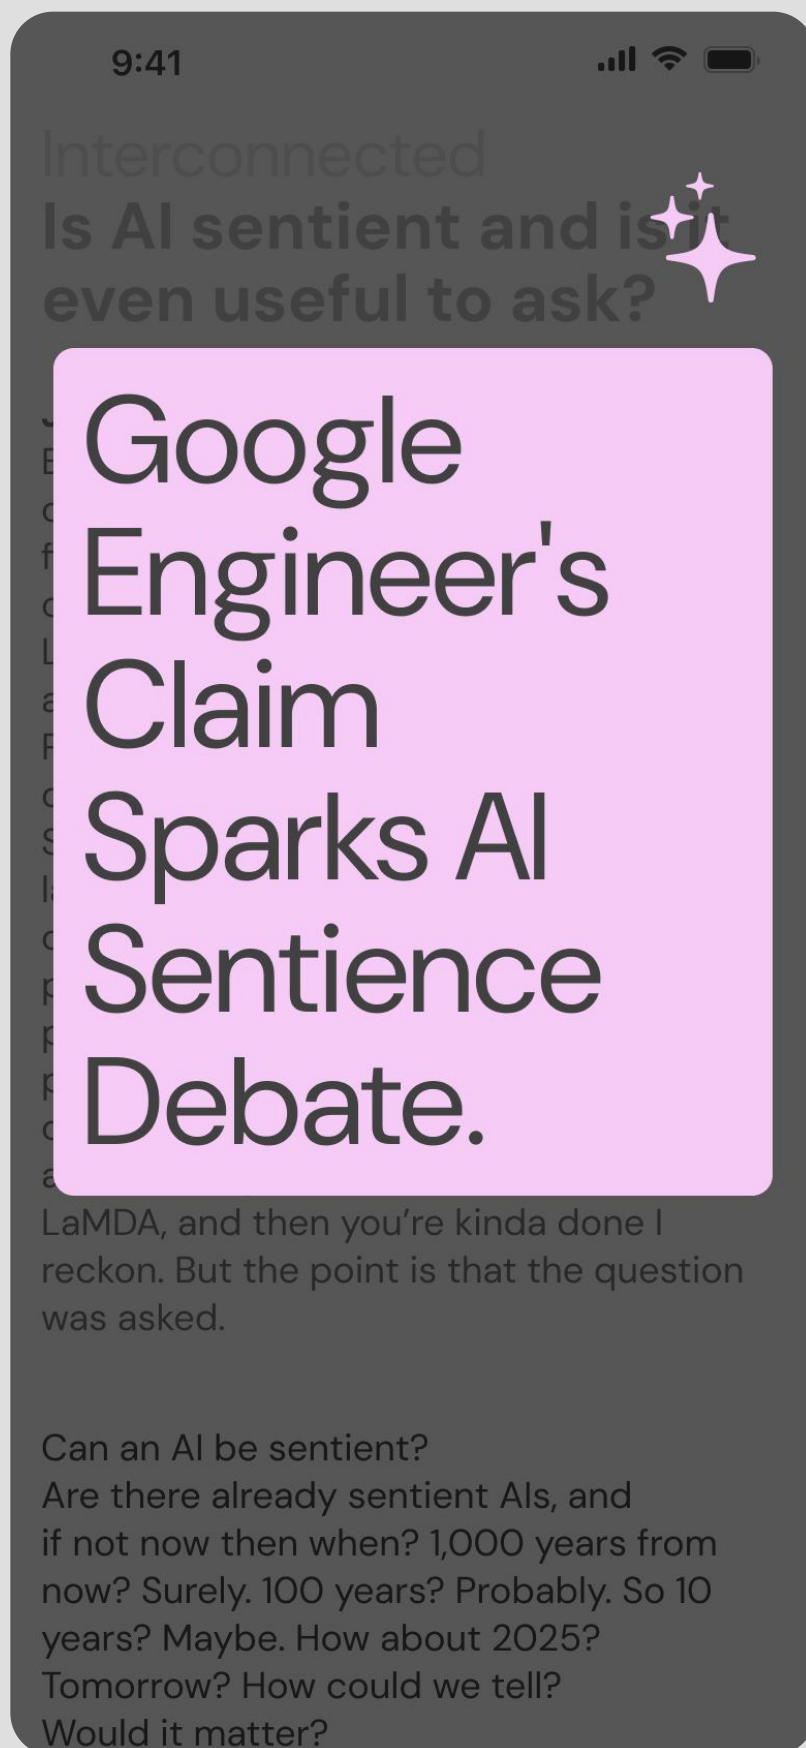 9:41
Interconnected
Is AI sentient and is it
even useful to ask?
Google
Engineer's
Claim
Sparks AI
Sentience
Debate.
LaMDA, and then you’re kinda done I
reckon. But the point is that the question
was asked.
Can an AI be sentient?
Are there already sentient AIs, and
if not now then when? 1,000 years from
now? Surely. 100 years? Probably. So 10
years? Maybe. How about 2025?
Tomorrow? How could we tell?
Would it matter?